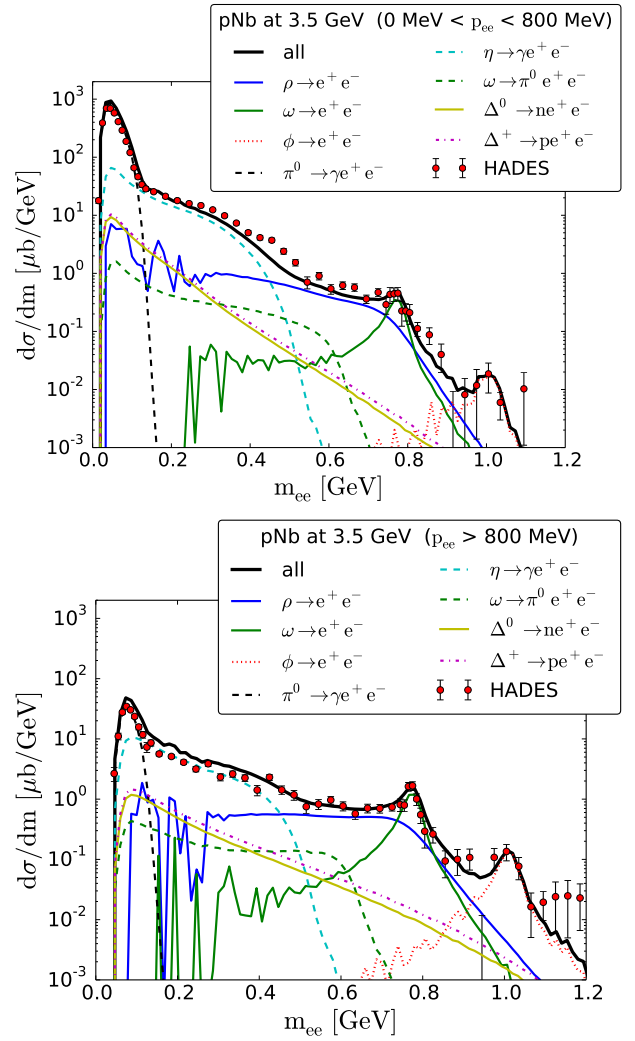 pNb at 3.5 GeV (0 MeV < p_ee < 800 MeV)
all
ρ→e⁺e⁻
ω→e⁺e⁻
ϕ→e⁺e⁻
π⁰→γe⁺e⁻
η→γe⁺e⁻
ω→π⁰ e⁺e⁻
Δ⁰→ne⁺e⁻
Δ⁺→pe⁺e⁻
HADES
dσ/dm [μb/GeV]
10³
10²
10¹
10⁰
10⁻¹
10⁻²
10⁻³
0.0 0.2 0.4 0.6 0.8 1.0 1.2
m_ee [GeV]
pNb at 3.5 GeV (p_ee > 800 MeV)
all
ρ→e⁺e⁻
ω→e⁺e⁻
ϕ→e⁺e⁻
π⁰→γe⁺e⁻
η→γe⁺e⁻
ω→π⁰ e⁺e⁻
Δ⁰→ne⁺e⁻
Δ⁺→pe⁺e⁻
HADES
dσ/dm [μb/GeV]
10³
10²
10¹
10⁰
10⁻¹
10⁻²
10⁻³
0.0 0.2 0.4 0.6 0.8 1.0 1.2
m_ee [GeV]